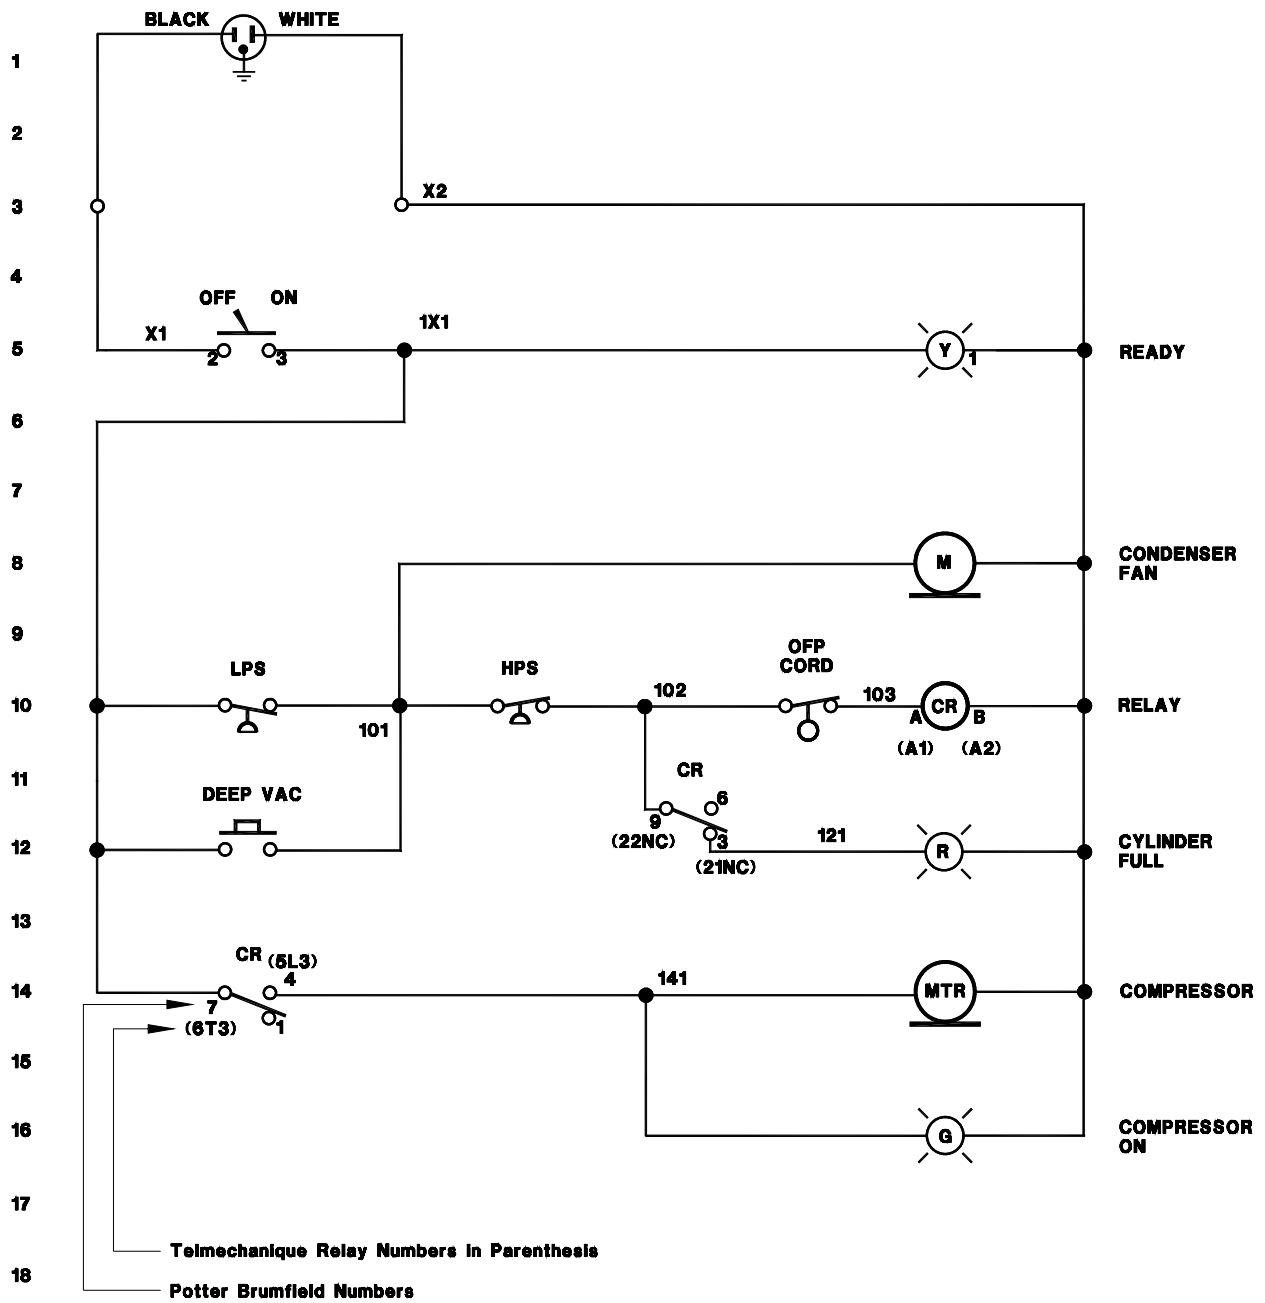 BLACK WHITE
1
2
3 X2
4
OFF ON
X1 1X1
5 2 3 Y 1 READY
6
7
8 M CONDENSER
FAN
9
OFP
CORD
LPS HPS
10 101 102 103 A CR B RELAY
(A1) (A2)
11 CR
DEEP VAC
6
9
12 (22NC) 3 121 R CYLINDER
FULL
(21NC)
13
CR (5L3)
4
14 7 1 141 MTR COMPRESSOR
(6T3)
15
16 G COMPRESSOR
ON
17
Telmechanique Relay Numbers in Parenthesis
18
Potter Brumfield Numbers